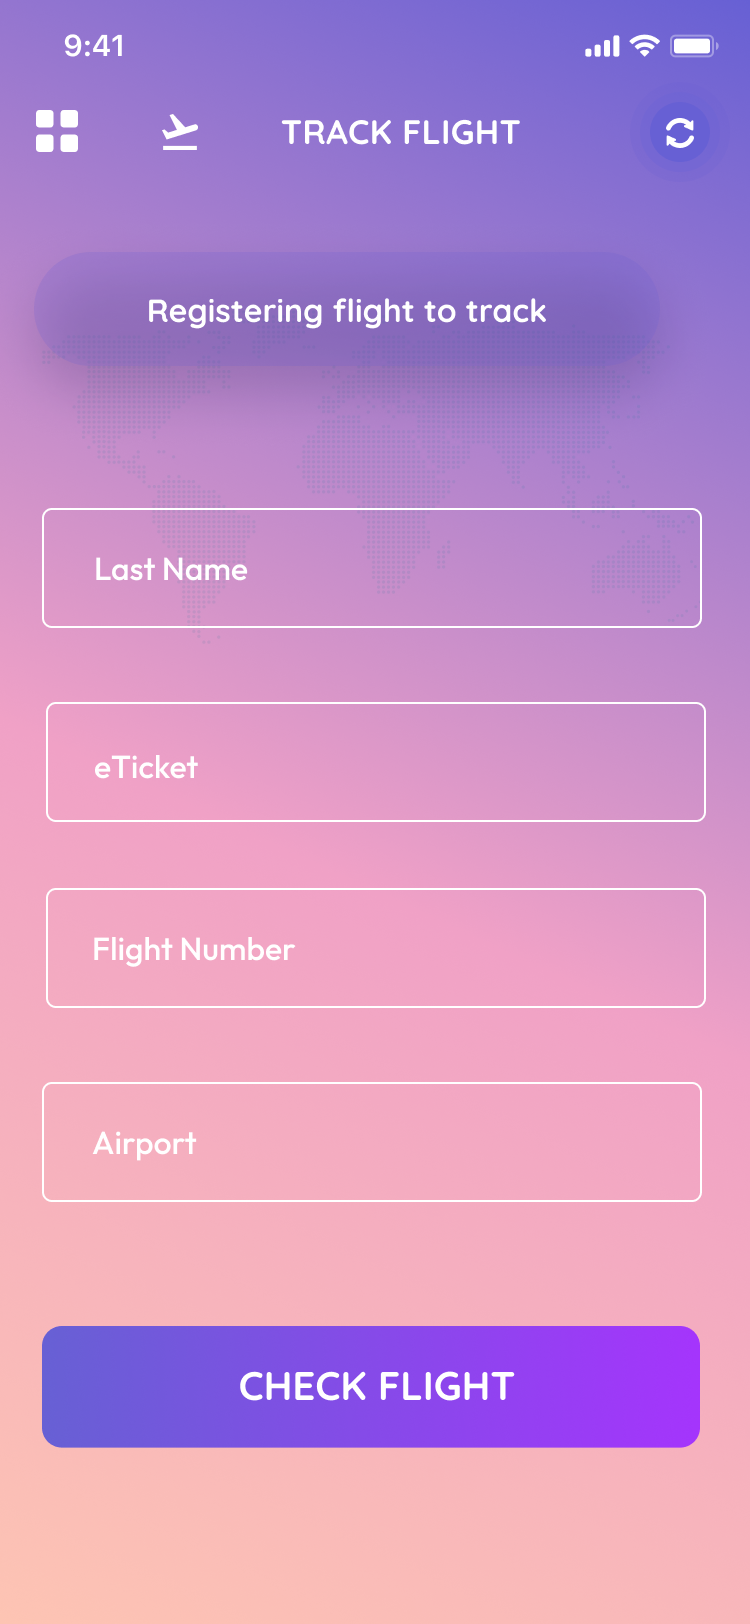 9:41
TRACK FLIGHT
Registering flight to track
Last Name
eTicket
Flight Number
Airport
CHECK FLIGHT